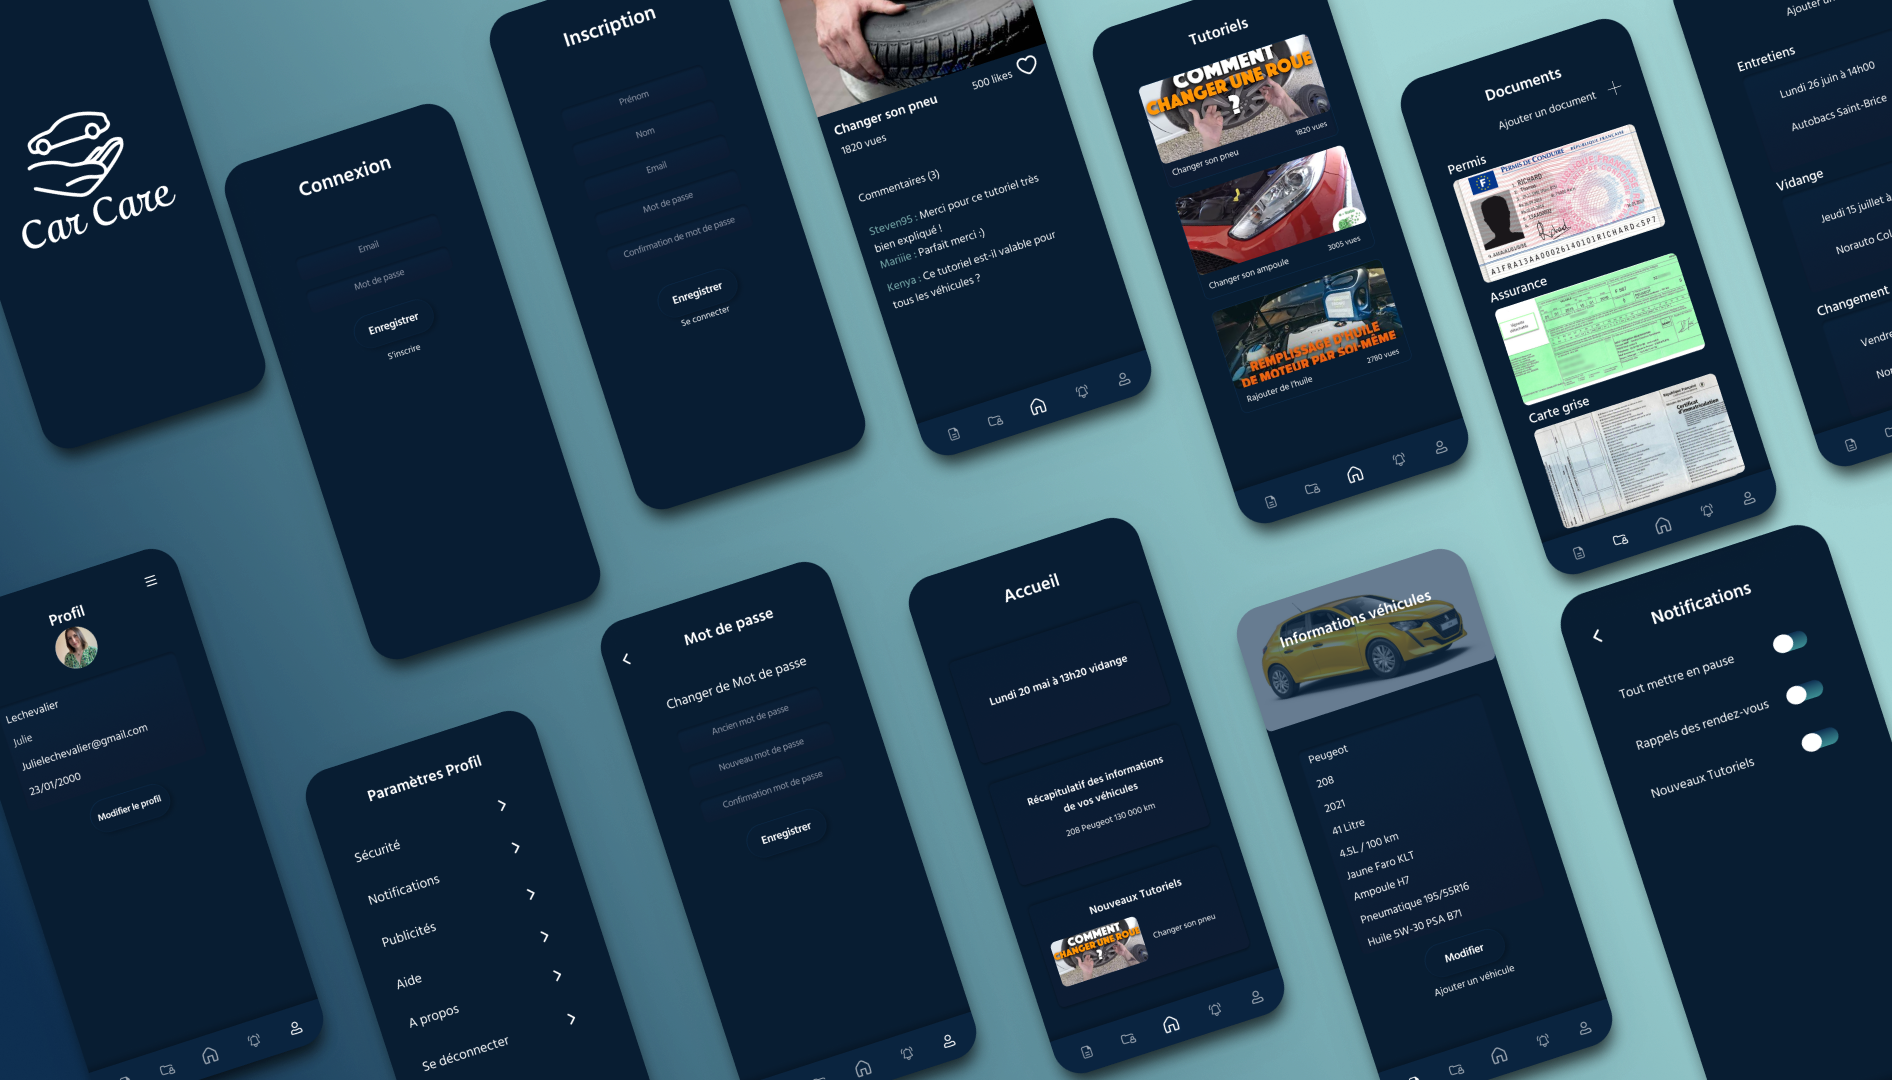 Car Care
Connexion
Email
Mot de passe
Enregistrer
S'inscrire
Inscription
Prénom
Nom
Email
Mot de passe
Confirmation de mot de passe
Enregistrer
Se connecter
500 likes
Changer son pneu
1820 vues
Commentaires (3)
Steven95 : Merci pour ce tutoriel très
bien expliqué !
Mariiie : Parfait merci :)
Kenya : Ce tutoriel est-il valable pour
tous les véhicules ?
Tutoriels
COMMENT
CHANGER UNE ROUE
?
1820 vues
Changer son pneu
3005 vues
Changer son ampoule
REMPLISSAGE D'HUILE
DE MOTEUR PAR SOI-MÊME
2780 vues
Rajouter de l'huile
Documents
Ajouter un document
Permis
F
PERMIS DE CONDUIRE
RÉPUBLIQUE FRANÇAISE
RICHARD
Assurance
Carte grise
Certificat
d'immatriculation
Entretiens
Lundi 26 juin à 14h00
Autobacs Saint-Brice
Vidange
Jeudi 15 juillet à
Changement
Profil
Lechevalier
Julie
Julielechevalier@gmail.com
23/01/2000
Modifier le profil
Paramètres Profil
Sécurité
Notifications
Publicités
Aide
A propos
Se déconnecter
Mot de passe
Changer de Mot de passe
Ancien mot de passe
Nouveau mot de passe
Confirmation mot de passe
Enregistrer
Accueil
Lundi 20 mai à 13h20 vidange
Récapitulatif des informations
de vos véhicules
208 Peugeot 130 000 km
Nouveaux Tutoriels
COMMENT
CHANGER UNE ROUE
?
Changer son pneu
Informations véhicules
Peugeot
208
2021
41 Litre
4.5L / 100 km
Jaune Faro KLT
Ampoule H7
Pneumatique 195/55R16
Huile 5W-30 PSA B71
Modifier
Ajouter un véhicule
Notifications
Tout mettre en pause
Rappels des rendez-vous
Nouveaux Tutoriels